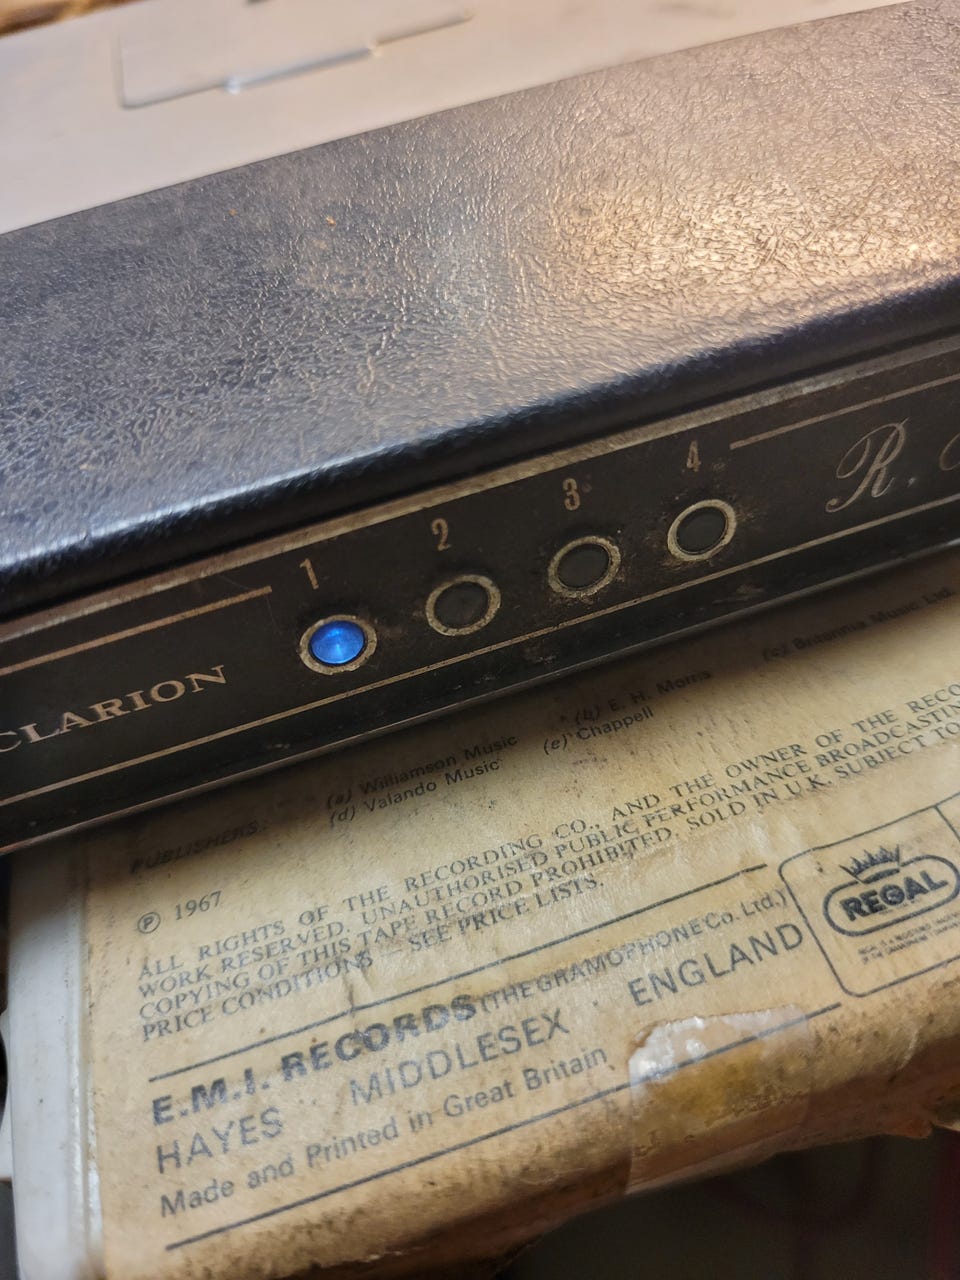 1 2 3 4
CLARION
R.
PUBLISHERS:
(a) Williamson Music (b) E. H. Morris (c) Britannia Music Ltd.
(d) Valando Music (e) Chappell
℗ 1967
ALL RIGHTS OF THE RECORDING CO., AND THE OWNER OF THE RECO
WORK RESERVED. UNAUTHORISED PUBLIC PERFORMANCE BROADCASTIN
COPYING OF THIS TAPE RECORD PROHIBITED. SOLD IN U.K. SUBJECT TO
PRICE CONDITIONS — SEE PRICE LISTS.
E.M.I. RECORDS (THE GRAMOPHONE Co. Ltd.)
HAYES · MIDDLESEX · ENGLAND
Made and Printed in Great Britain
REGAL